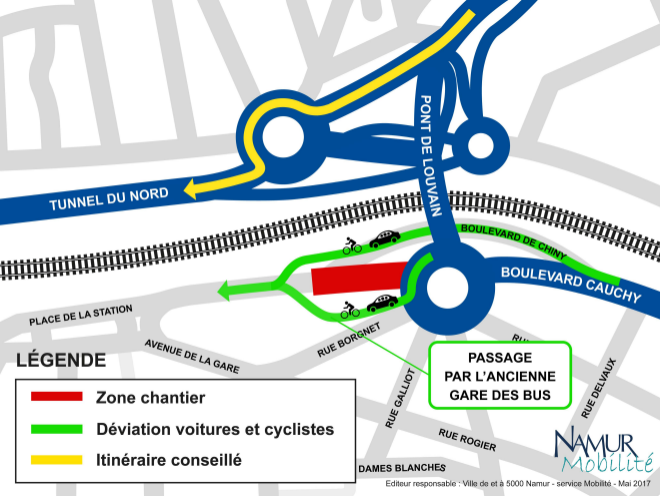 PONT DE LOUVAIN
TUNNEL DU NORD
BOULEVARD DE CHINY
BOULEVARD CAUCHY
PLACE DE LA STATION
AVENUE DE LA GARE
RUE BORGNET
RUE GALLIOT
RUE DELVAUX
RUE ROGIER
DAMES BLANCHES
PASSAGE
PAR L'ANCIENNE
GARE DES BUS
LÉGENDE
Zone chantier
Déviation voitures et cyclistes
Itinéraire conseillé
NAMUR
Mobilité
Editeur responsable : Ville de et à 5000 Namur - service Mobilité - Mai 2017